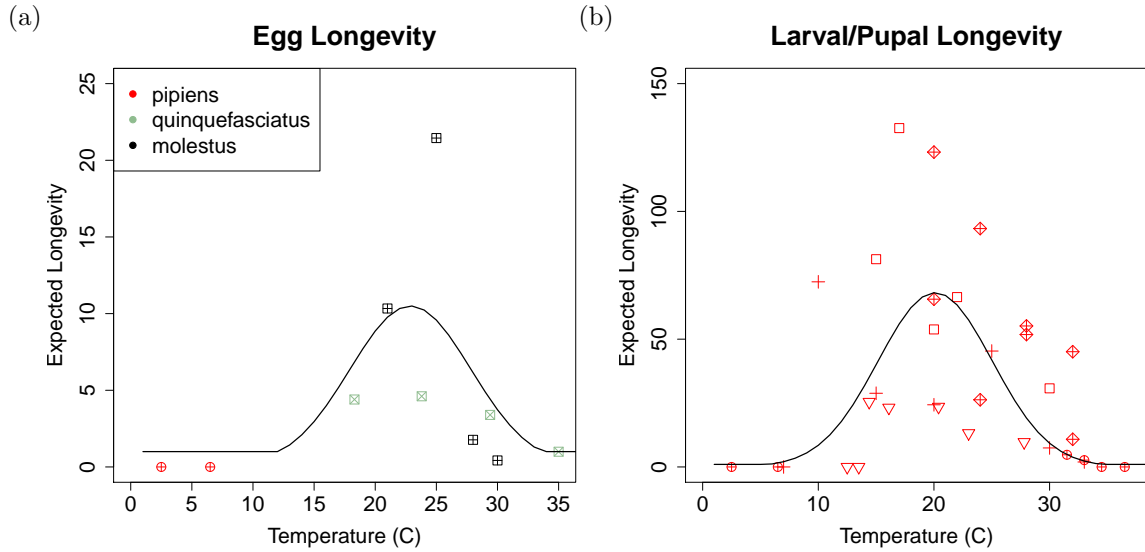 (a)
Egg Longevity
pipiens
quinquefasciatus
molestus
Expected Longevity
0 5 10 15 20 25
0 5 10 15 20 25 30 35
Temperature (C)
(b)
Larval/Pupal Longevity
Expected Longevity
0 50 100 150
0 10 20 30
Temperature (C)